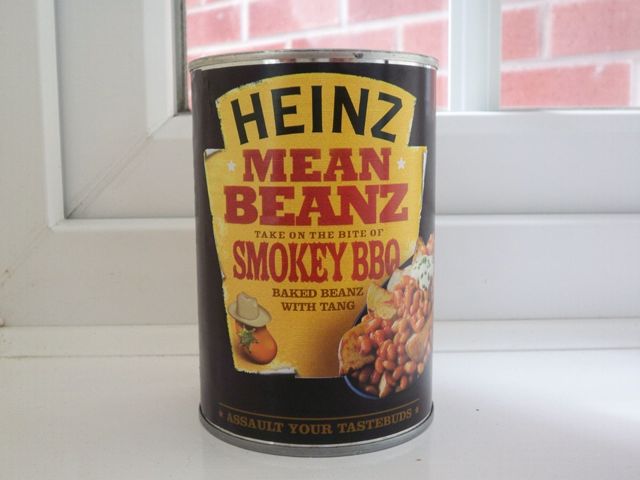 HEINZ
MEAN
BEANZ
TAKE ON THE BITE OF
SMOKEY BBQ
BAKED BEANZ
WITH TANG
ASSAULT YOUR TASTEBUDS